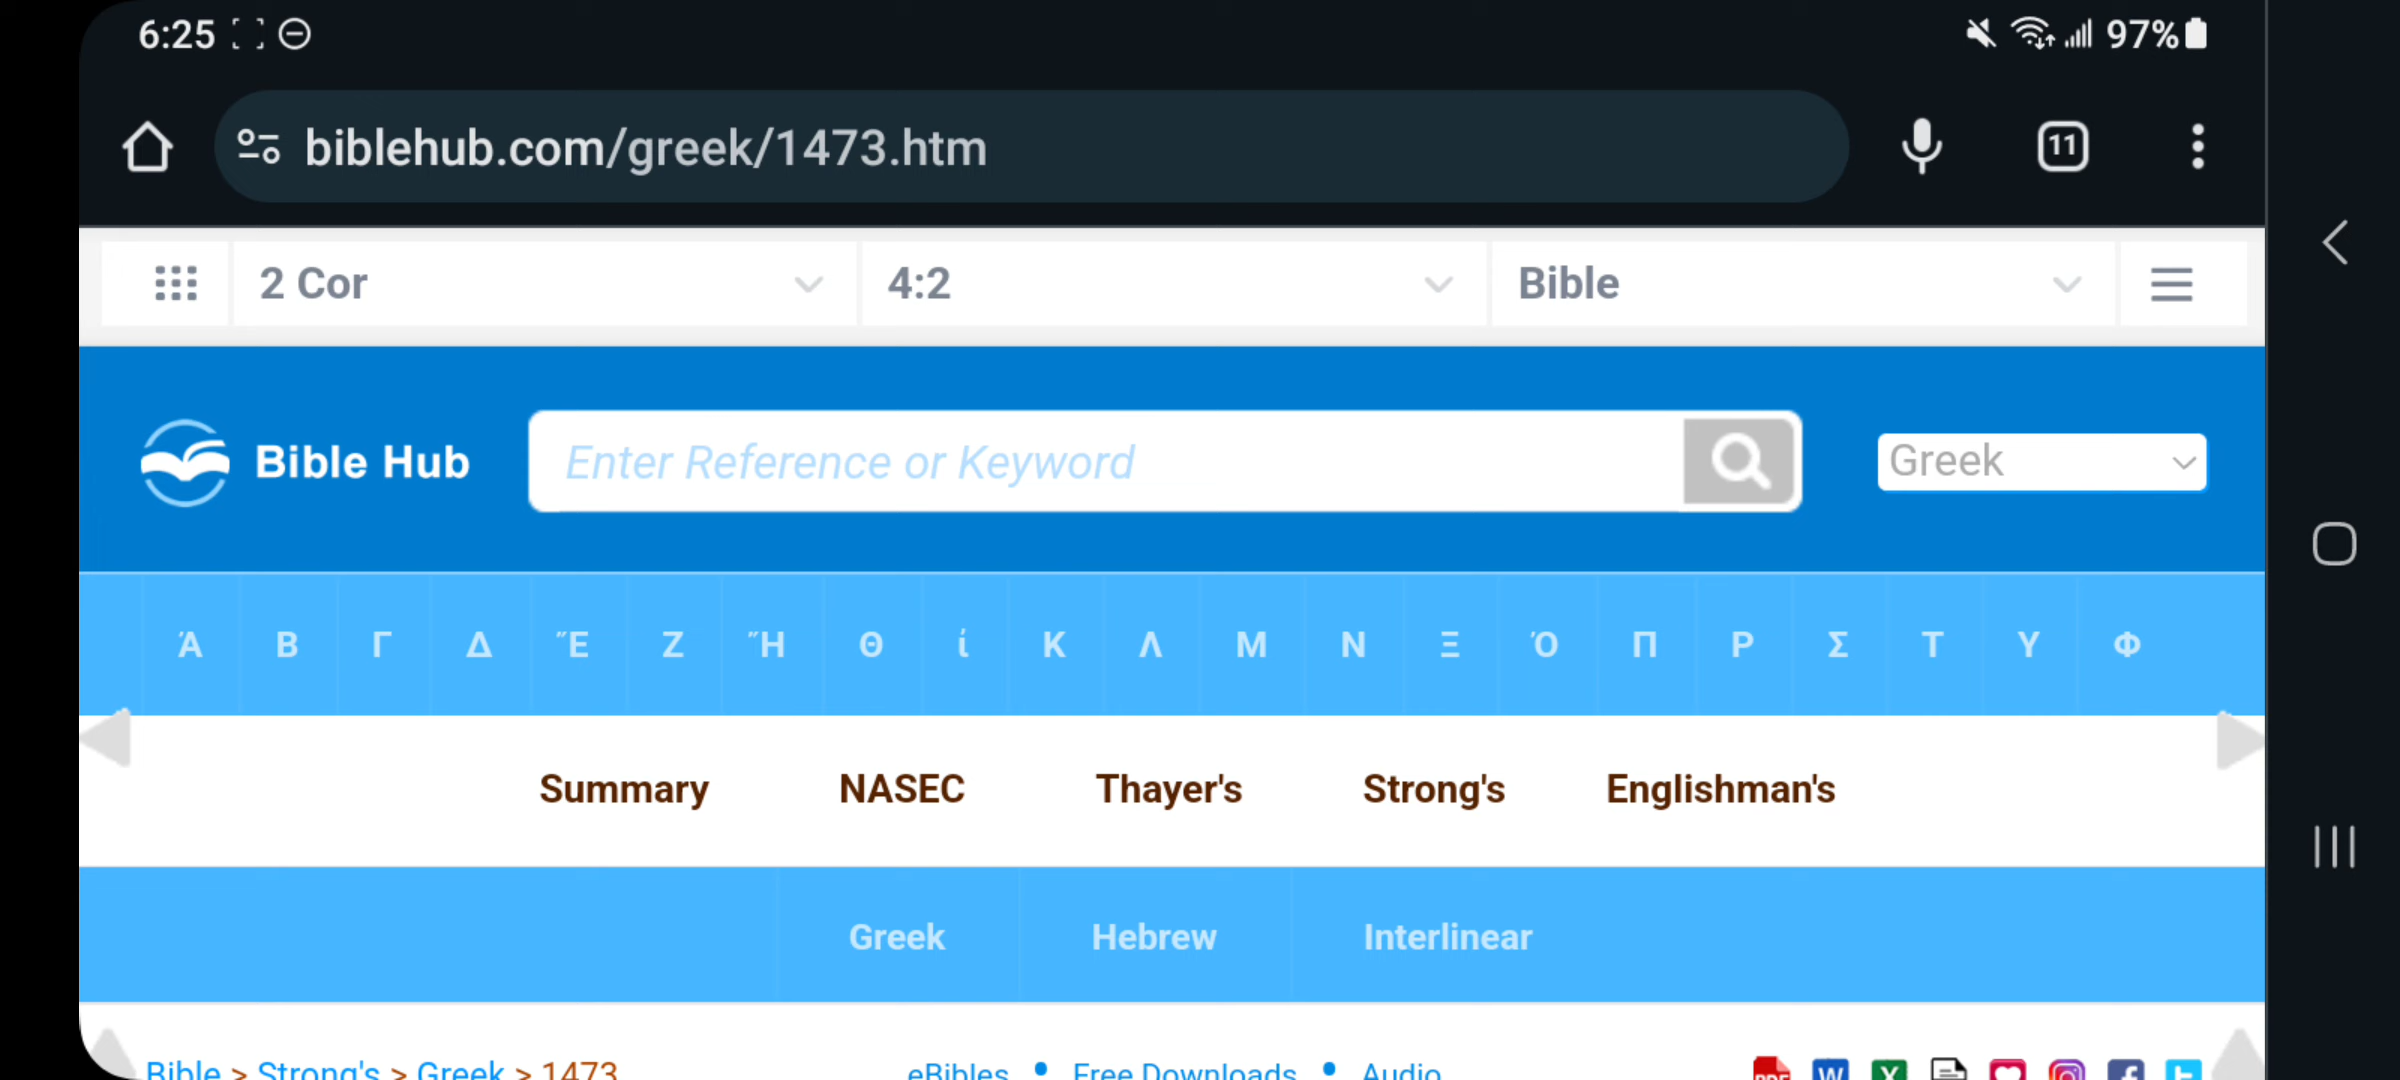 6:25 97%
biblehub.com/greek/1473.htm 11
2 Cor 4:2 Bible
Bible Hub Enter Reference or Keyword Greek
Ά Β Γ Δ Ἔ Ζ Ἤ Θ ί Κ Λ Μ Ν Ξ Ὁ Π Ρ Σ Τ Υ Φ
Summary NASEC Thayer's Strong's Englishman's
Greek Hebrew Interlinear
Bible > Strong's > Greek > 1473 eBibles • Free Downloads • Audio